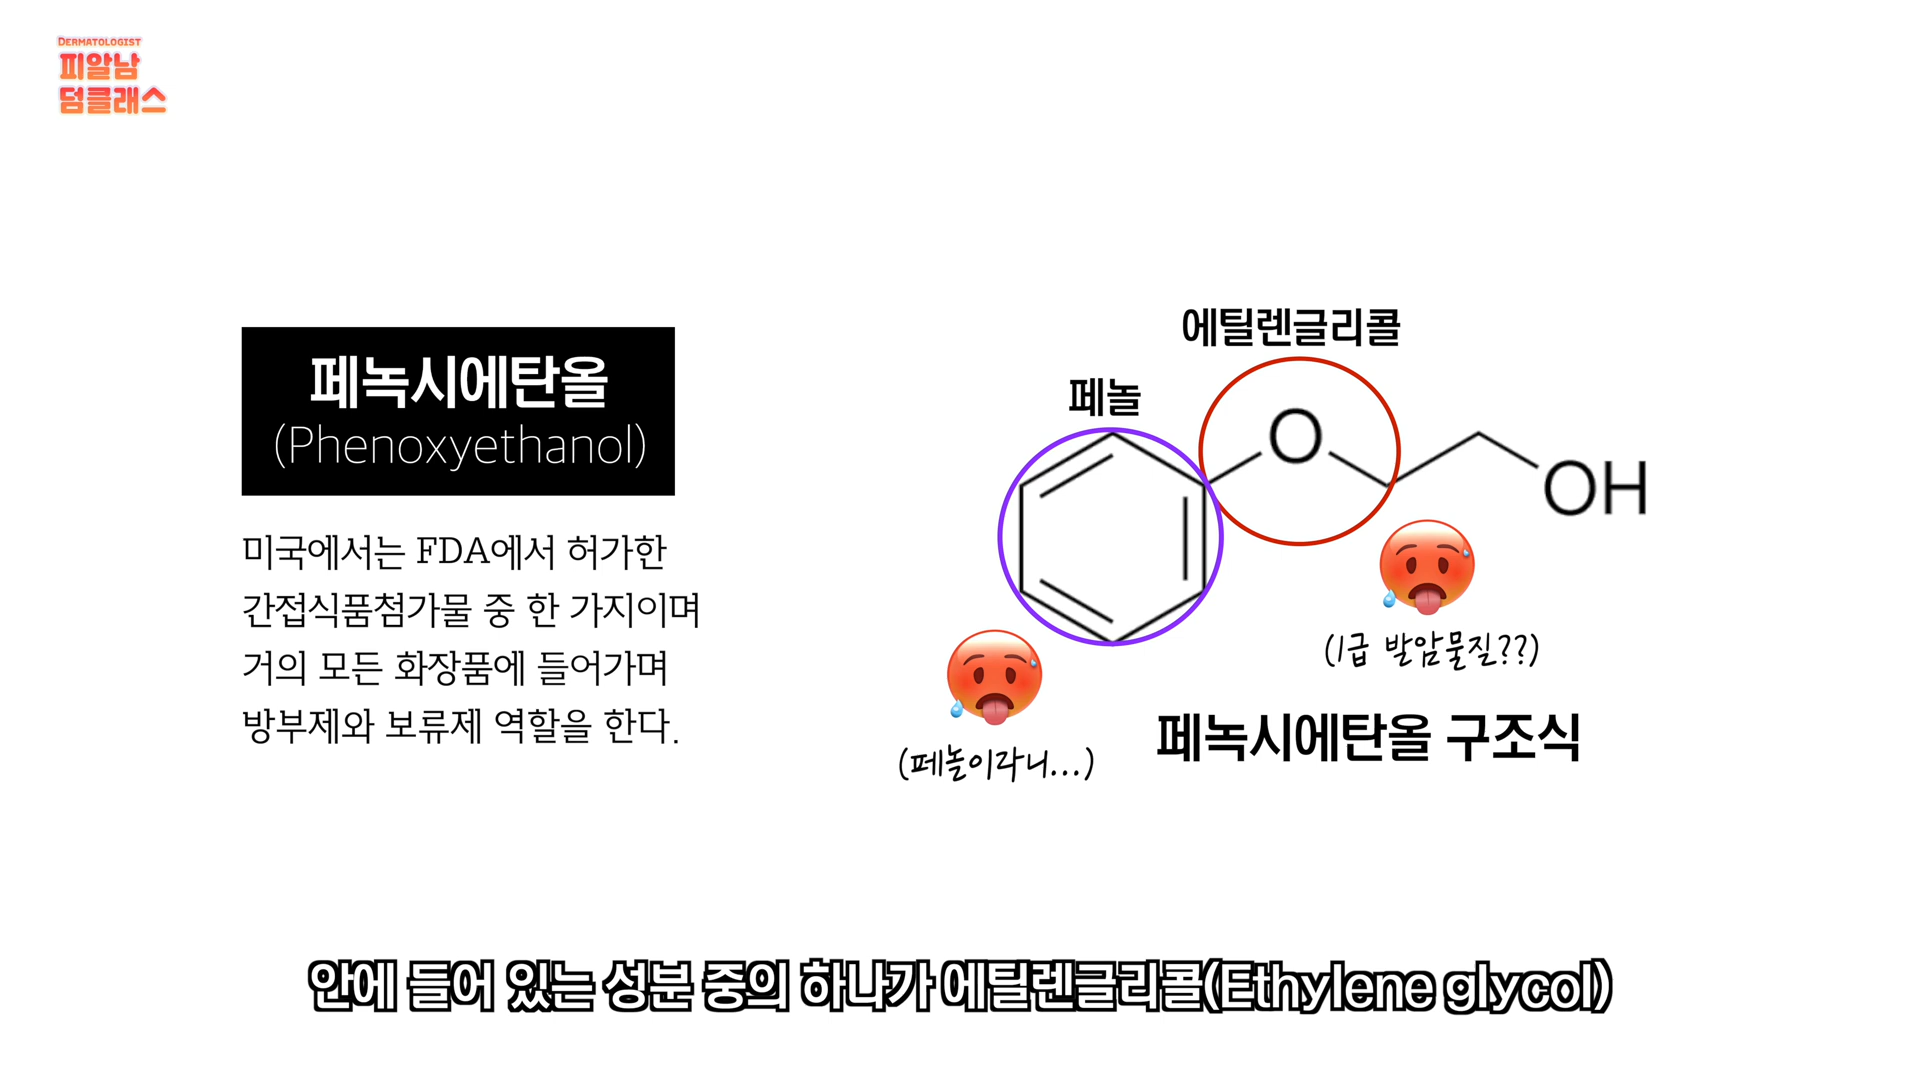 DERMATOLOGIST
피알남
덤클래스
페녹시에탄올
(Phenoxyethanol)
미국에서는 FDA에서 허가한
간접식품첨가물 중 한 가지이며
거의 모든 화장품에 들어가며
방부제와 보류제 역할을 한다.
에틸렌글리콜
페놀
O
OH
(1급 발암물질??)
(페놀이라니...)
페녹시에탄올 구조식
안에 들어 있는 성분 중의 하나가 에틸렌글리콜(Ethylene glycol)